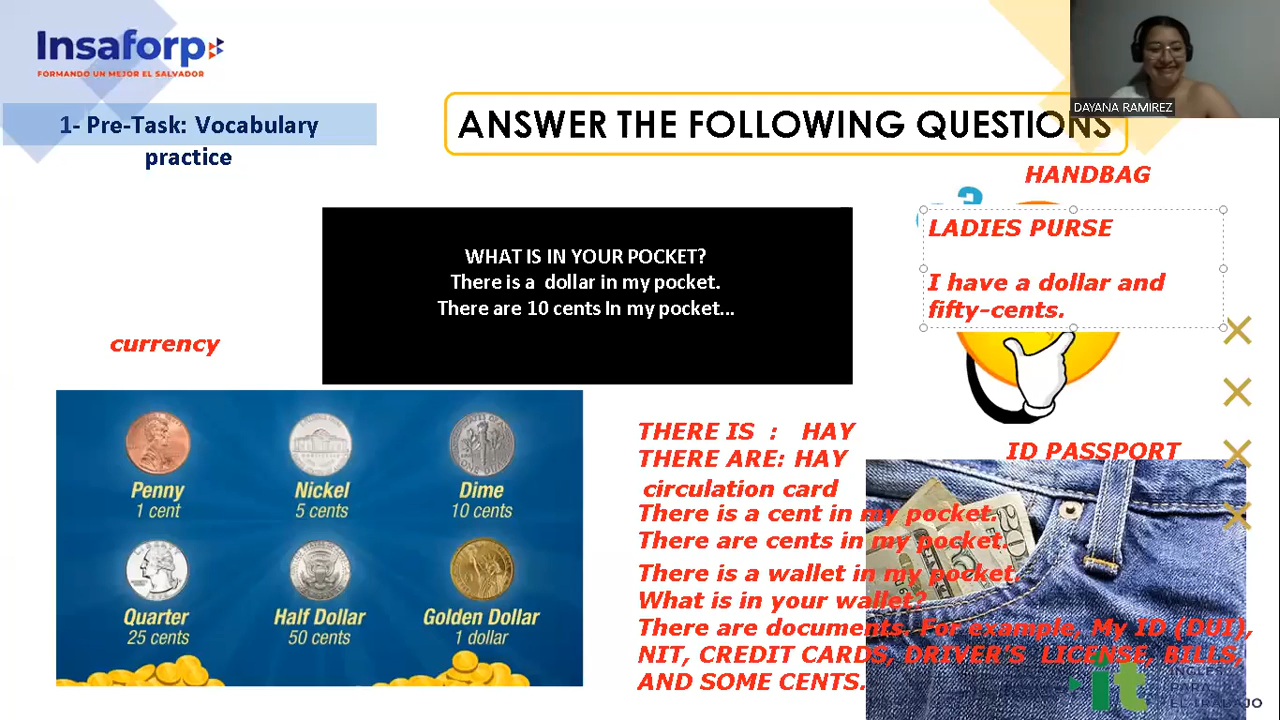 Insaforp
FORMANDO UN MEJOR EL SALVADOR
1- Pre-Task: Vocabulary
practice
ANSWER THE FOLLOWING QUESTIONS
DAYANA RAMIREZ
HANDBAG
LADIES PURSE
I have a dollar and
fifty-cents.
WHAT IS IN YOUR POCKET?
There is a dollar in my pocket.
There are 10 cents In my pocket...
currency
Penny
1 cent
Nickel
5 cents
Dime
10 cents
Quarter
25 cents
Half Dollar
50 cents
Golden Dollar
1 dollar
THERE IS : HAY
THERE ARE: HAY
circulation card
There is a cent in my pocket.
There are cents in my pocket.
There is a wallet in my pocket.
What is in your wallet?
There are documents. For example, My ID (DUI),
NIT, CREDIT CARDS, DRIVER'S LICENSE, BILLS,
AND SOME CENTS.
ID PASSPORT
it
PARA
EL TRABAJO